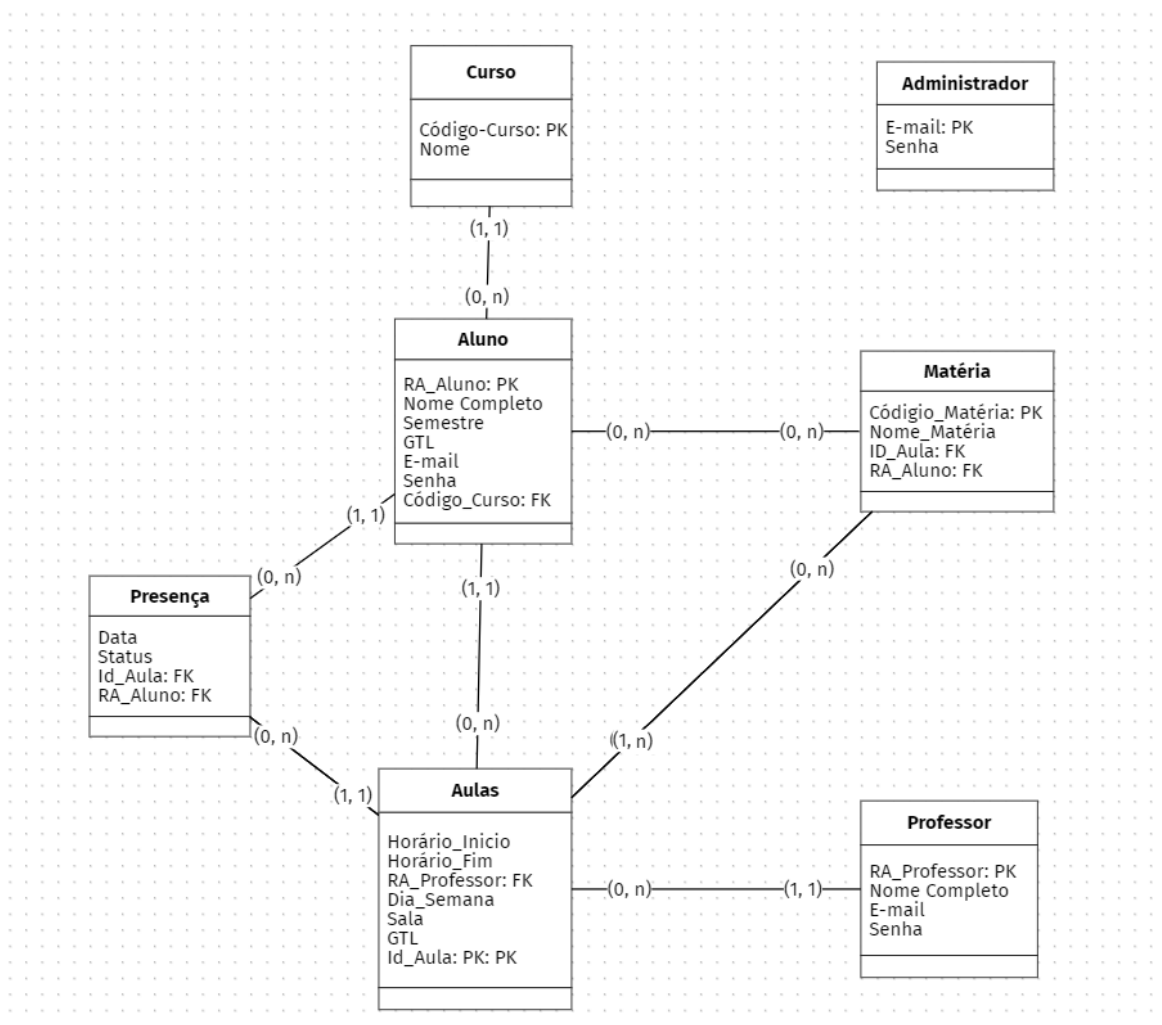 Curso
Código-Curso: PK
Nome
Administrador
E-mail: PK
Senha
(1, 1)
(0, n)
Aluno
RA_Aluno: PK
Nome Completo
Semestre
GTL
E-mail
Senha
Código_Curso: FK
(0, n)
(0, n)
Matéria
Códigio_Matéria: PK
Nome_Matéria
ID_Aula: FK
RA_Aluno: FK
(1, 1)
(0, n)
Presença
Data
Status
Id_Aula: FK
RA_Aluno: FK
(1, 1)
(0, n)
(0, n)
(1, n)
(0, n)
(1, 1)
Aulas
Horário_Inicio
Horário_Fim
RA_Professor: FK
Dia_Semana
Sala
GTL
Id_Aula: PK: PK
(0, n)
(1, 1)
Professor
RA_Professor: PK
Nome Completo
E-mail
Senha